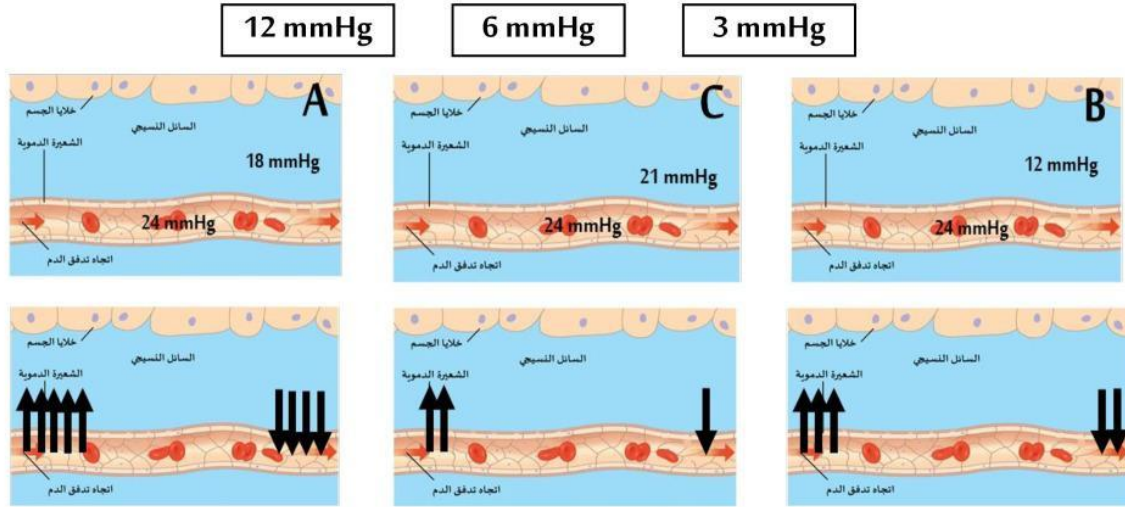 12 mmHg
6 mmHg
3 mmHg
A
خلايا الجسم
السائل النسيجي
الشعيرة الدموية
18 mmHg
24 mmHg
اتجاه تدفق الدم
C
خلايا الجسم
السائل النسيجي
الشعيرة الدموية
21 mmHg
24 mmHg
اتجاه تدفق الدم
B
خلايا الجسم
السائل النسيجي
الشعيرة الدموية
12 mmHg
24 mmHg
اتجاه تدفق الدم
خلايا الجسم
السائل النسيجي
الشعيرة الدموية
اتجاه تدفق الدم
خلايا الجسم
السائل النسيجي
الشعيرة الدموية
اتجاه تدفق الدم
خلايا الجسم
السائل النسيجي
الشعيرة الدموية
اتجاه تدفق الدم